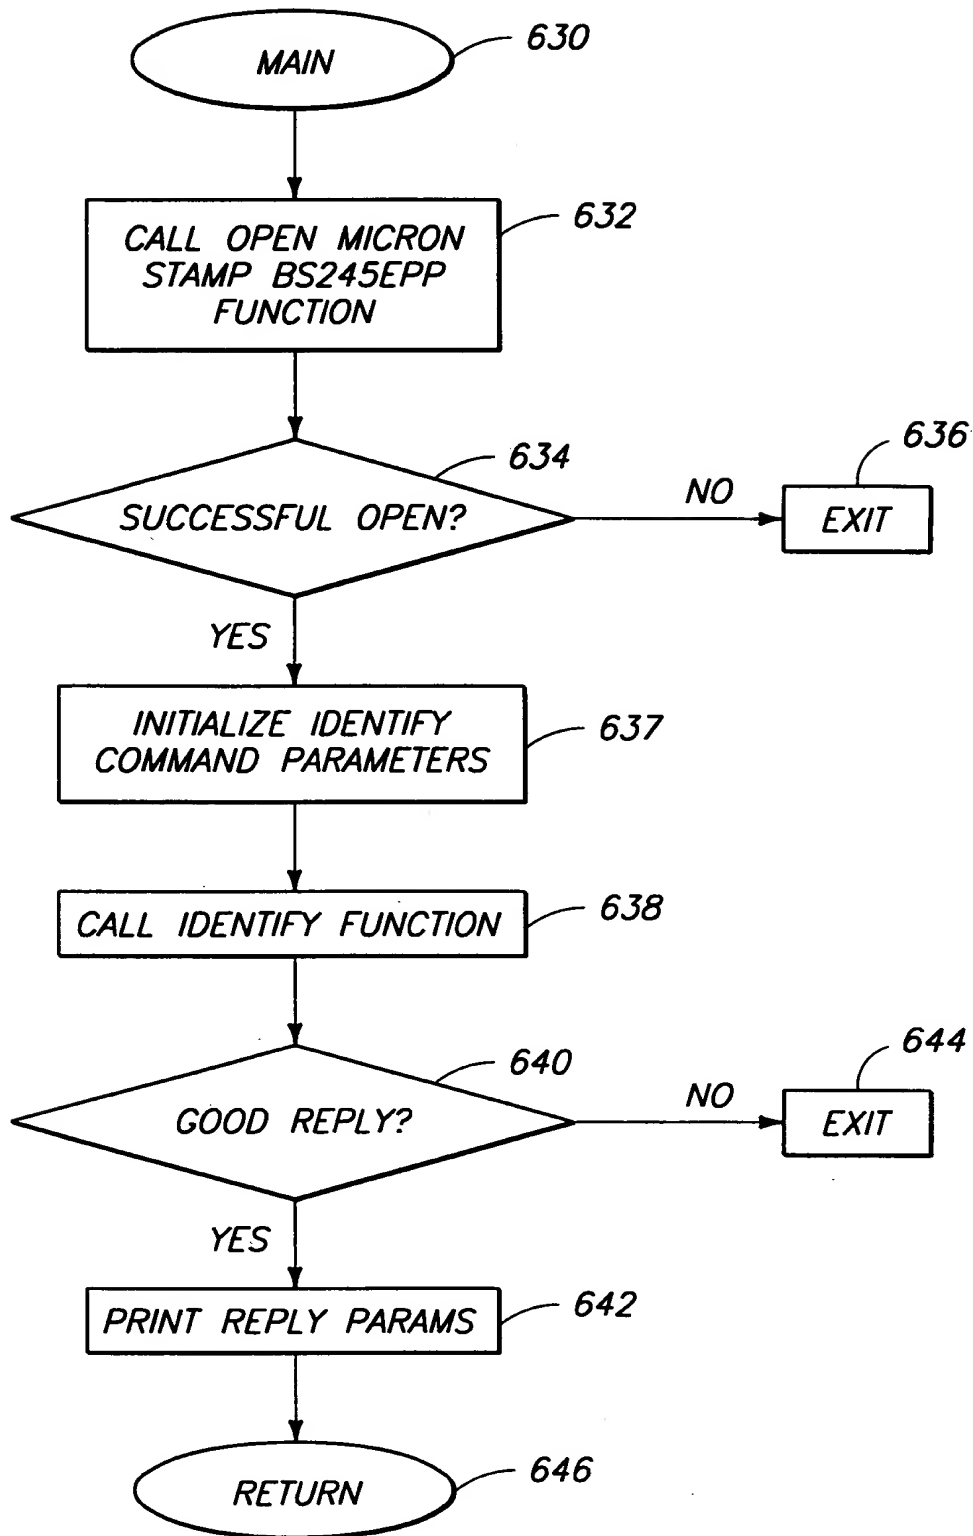 MAIN
630
CALL OPEN MICRON
STAMP BS245EPP
FUNCTION
632
SUCCESSFUL OPEN?
634
NO
EXIT
636
YES
INITIALIZE IDENTIFY
COMMAND PARAMETERS
637
CALL IDENTIFY FUNCTION
638
GOOD REPLY?
640
NO
EXIT
644
YES
PRINT REPLY PARAMS
642
RETURN
646